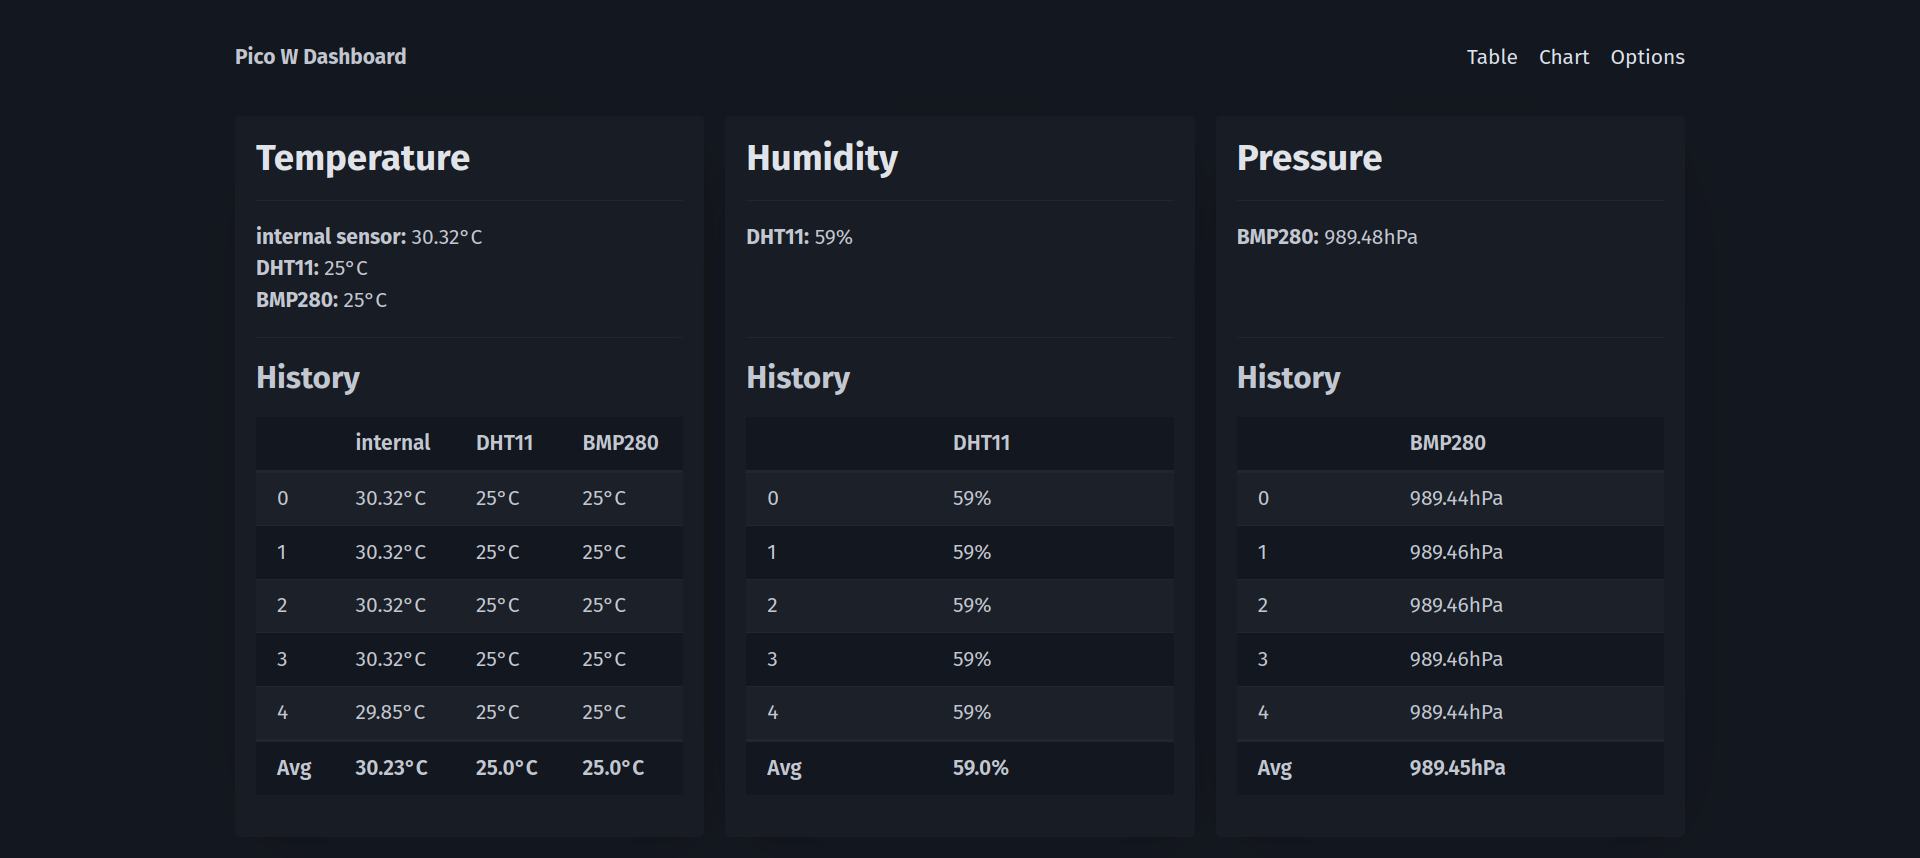 Pico W Dashboard
Table Chart Options
Temperature
internal sensor: 30.32°C
DHT11: 25°C
BMP280: 25°C
History
internal DHT11 BMP280
0 30.32°C 25°C 25°C
1 30.32°C 25°C 25°C
2 30.32°C 25°C 25°C
3 30.32°C 25°C 25°C
4 29.85°C 25°C 25°C
Avg 30.23°C 25.0°C 25.0°C
Humidity
DHT11: 59%
History
DHT11
0 59%
1 59%
2 59%
3 59%
4 59%
Avg 59.0%
Pressure
BMP280: 989.48hPa
History
BMP280
0 989.44hPa
1 989.46hPa
2 989.46hPa
3 989.46hPa
4 989.44hPa
Avg 989.45hPa